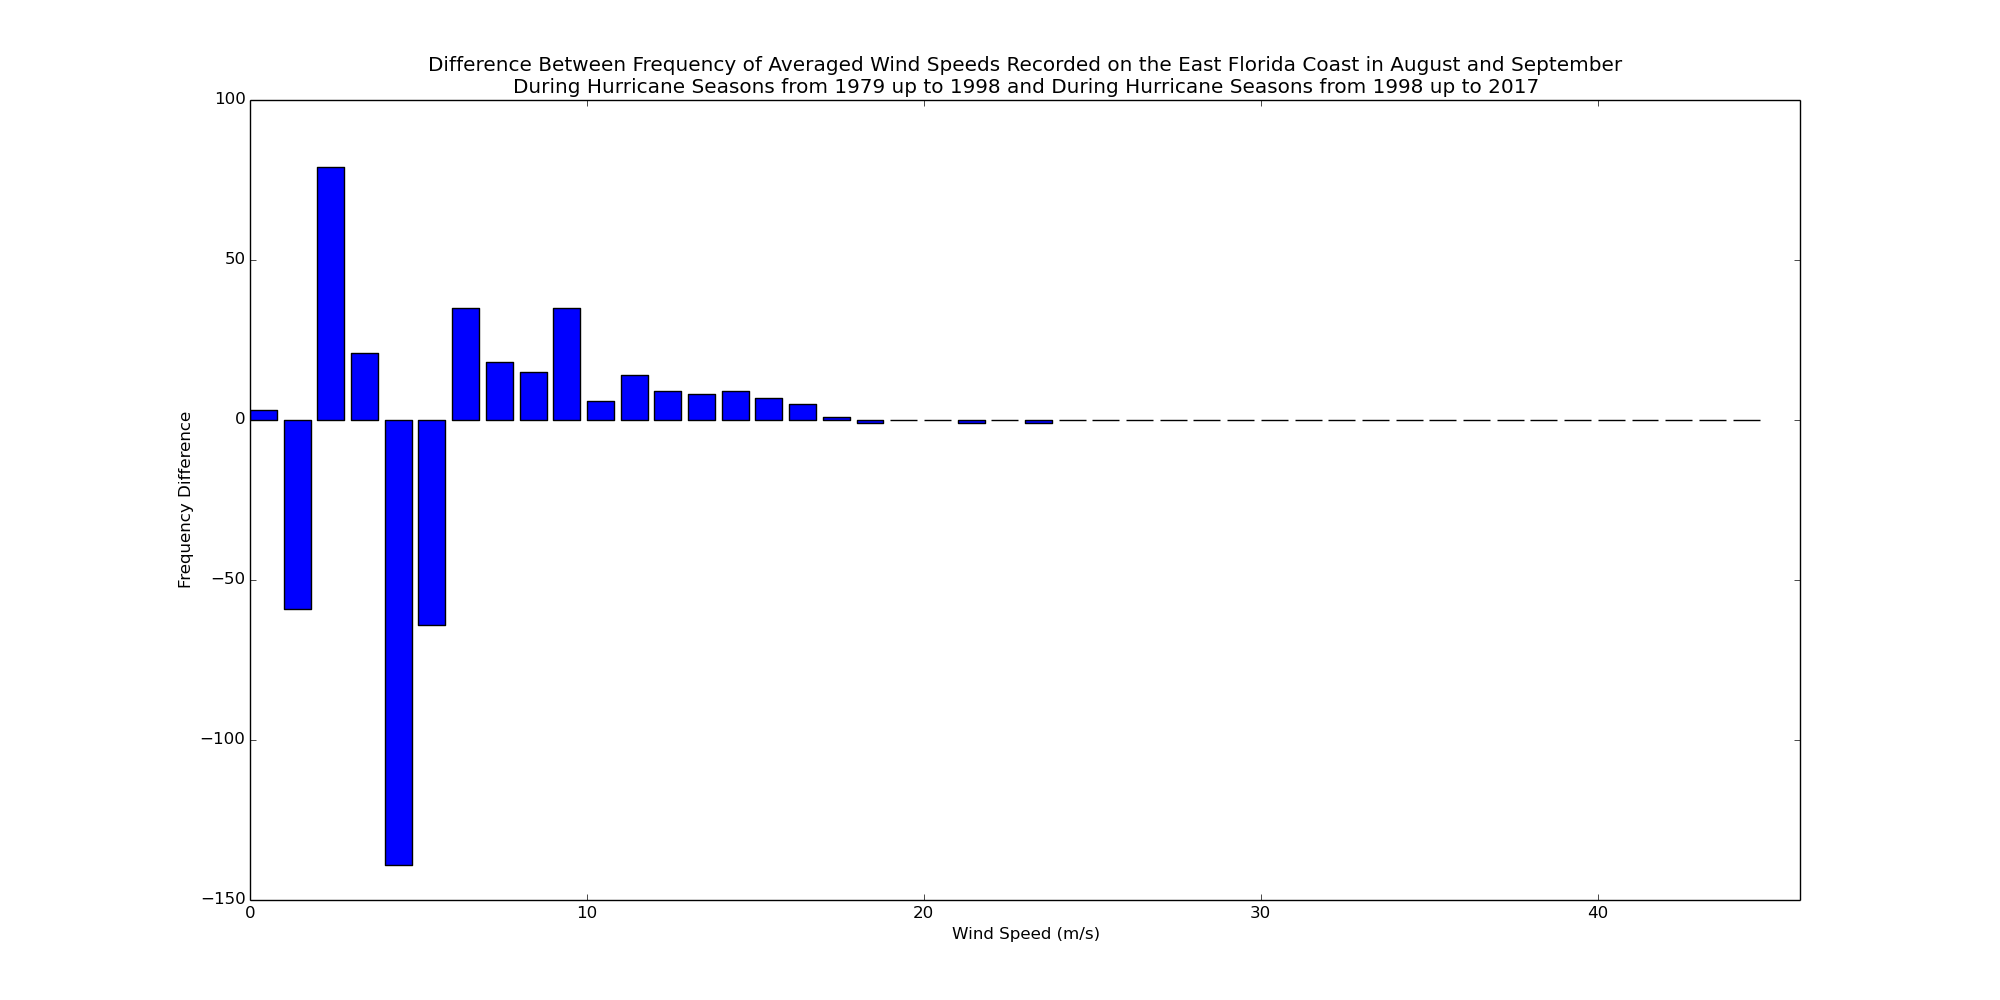 Difference Between Frequency of Averaged Wind Speeds Recorded on the East Florida Coast in August and September
During Hurricane Seasons from 1979 up to 1998 and During Hurricane Seasons from 1998 up to 2017
100
50
0
−50
−100
−150
Frequency Difference
0 10 20 30 40
Wind Speed (m/s)